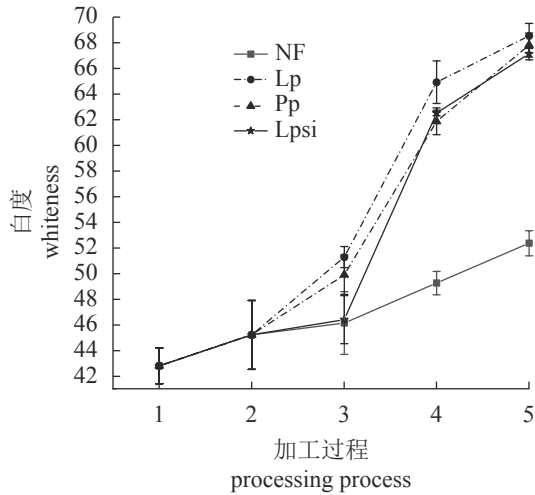 70
68
66
64
62
60
58
56
54
52
50
48
46
44
42
白度
whiteness
NF
Lp
Pp
Lpsi
1 2 3 4 5
加工过程
processing process